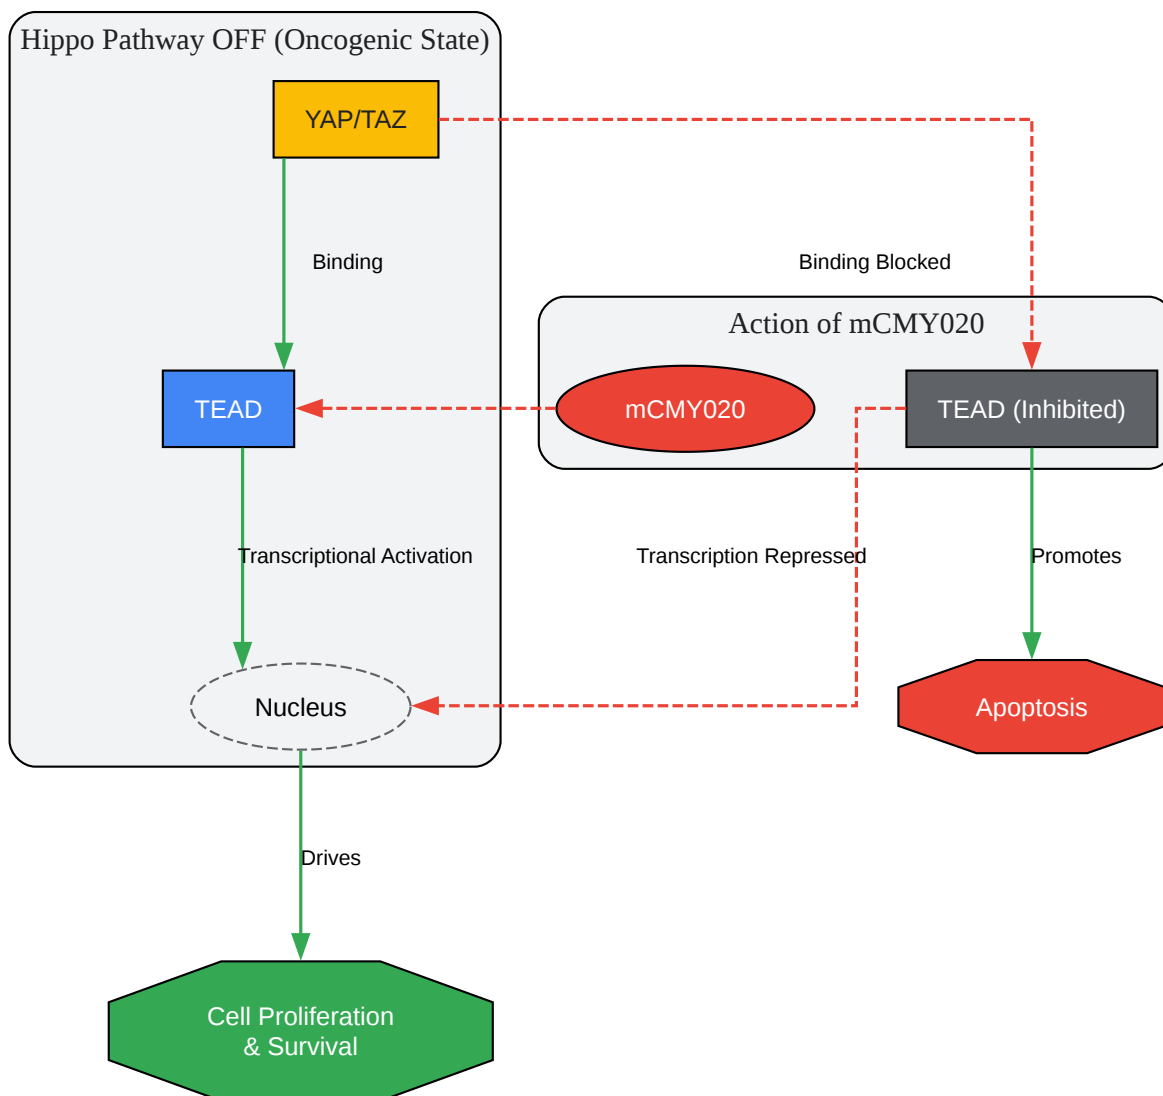 Hippo Pathway OFF (Oncogenic State)
YAP/TAZ
Binding
Binding Blocked
Action of mCMY020
TEAD
mCMY020
TEAD (Inhibited)
Transcriptional Activation
Transcription Repressed
Promotes
Nucleus
Apoptosis
Drives
Cell Proliferation
& Survival